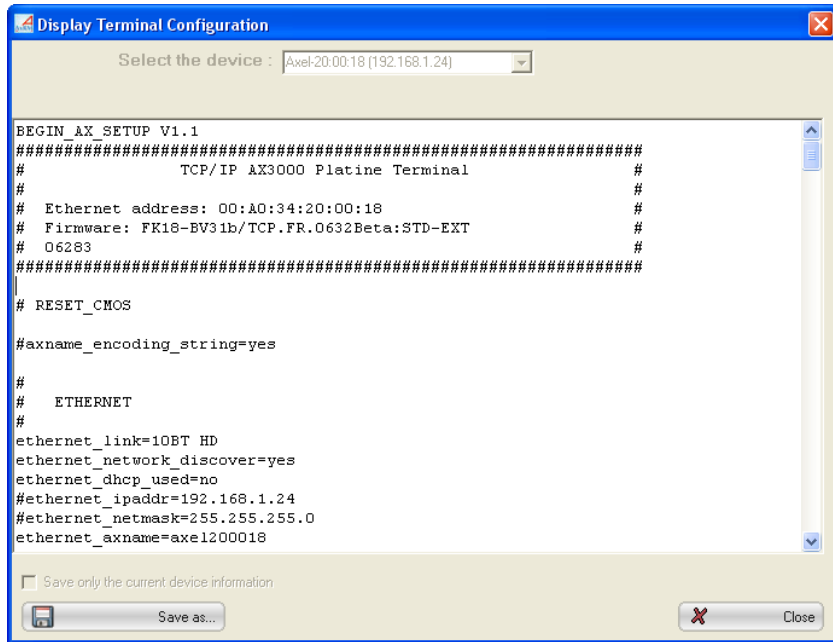 Display Terminal Configuration
Select the device : Axel-20:00:18 (192.168.1.24)
BEGIN_AX_SETUP V1.1
#################################################################
# TCP/IP AX3000 Platine Terminal #
# #
# Ethernet address: 00:A0:34:20:00:18 #
# Firmware: FK18-BV31b/TCP.FR.0632Beta:STD-EXT #
# 06283 #
#################################################################
# RESET_CMOS
#axname_encoding_string=yes
#
# ETHERNET
#
ethernet_link=10BT HD
ethernet_network_discover=yes
ethernet_dhcp_used=no
#ethernet_ipaddr=192.168.1.24
#ethernet_netmask=255.255.255.0
ethernet_axname=axel200018
Save only the current device information
Save as...
Close